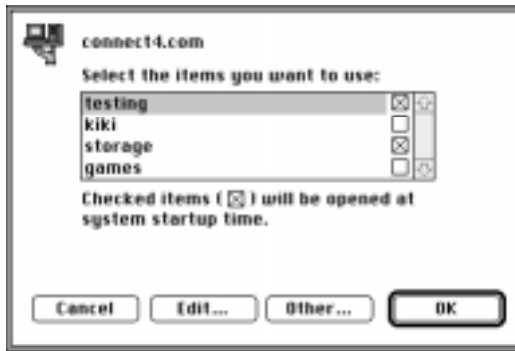 connect4.com
Select the items you want to use:
testing
kiki
storage
games
Checked items ( ☒ ) will be opened at
system startup time.
Cancel Edit... Other... OK